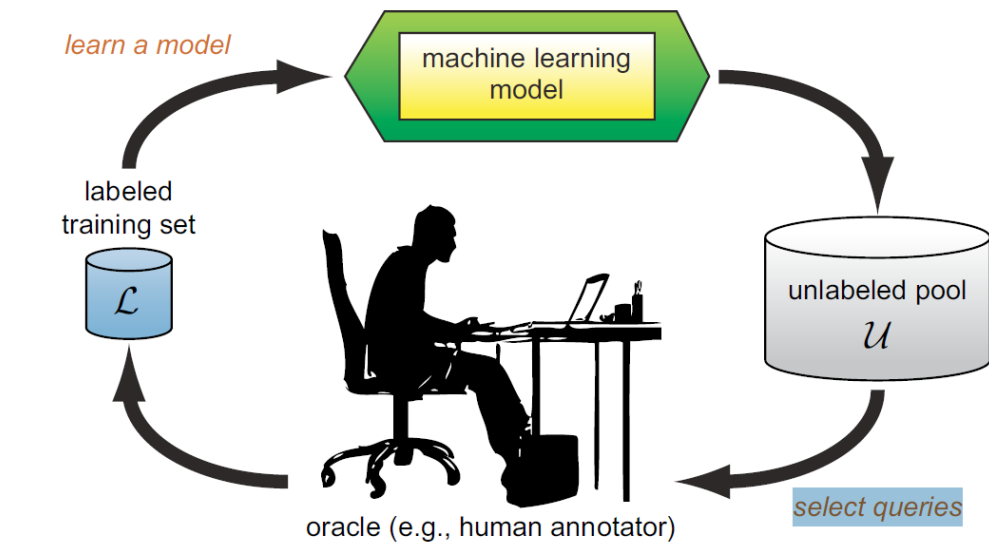 learn a model
machine learning
model
labeled
training set
ℒ
unlabeled pool
𝒰
select queries
oracle (e.g., human annotator)